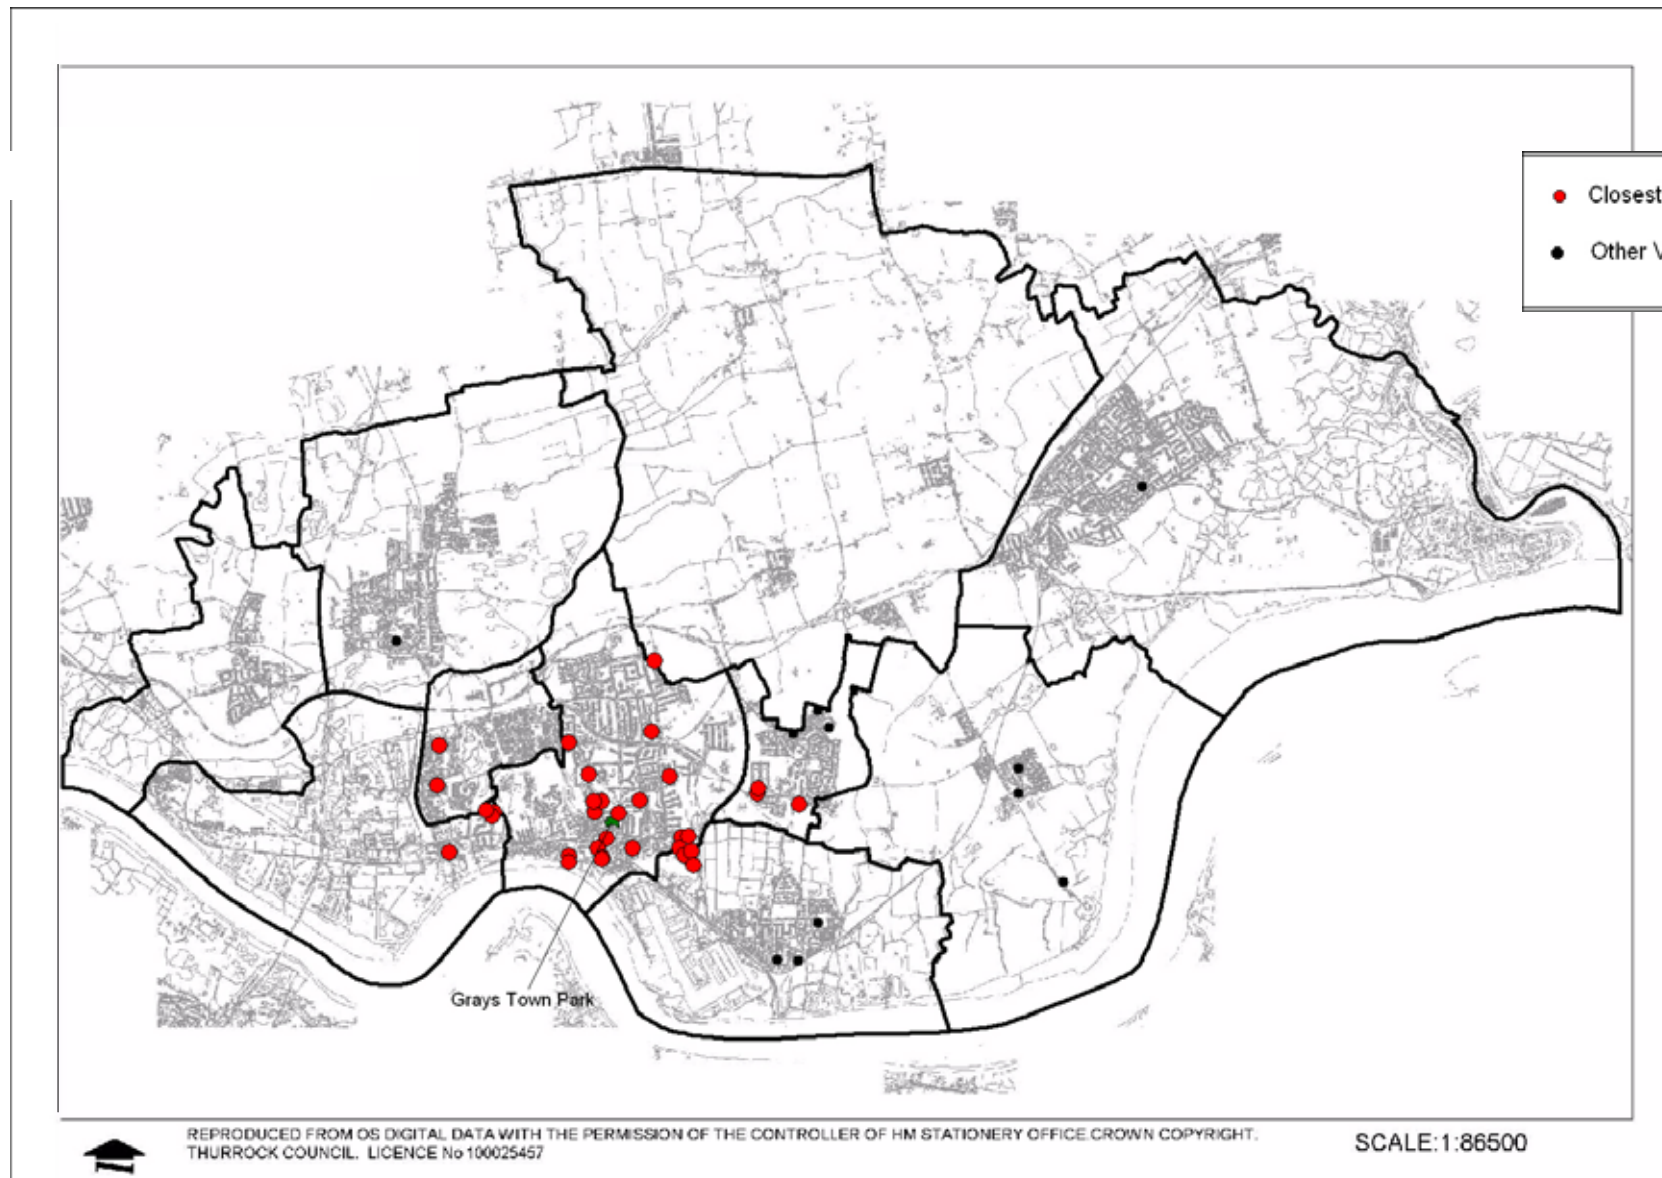 Closest
Other V
Grays Town Park
REPRODUCED FROM OS DIGITAL DATA WITH THE PERMISSION OF THE CONTROLLER OF HM STATIONERY OFFICE.CROWN COPYRIGHT.
THURROCK COUNCIL. LICENCE No 100025457
SCALE:1:86500